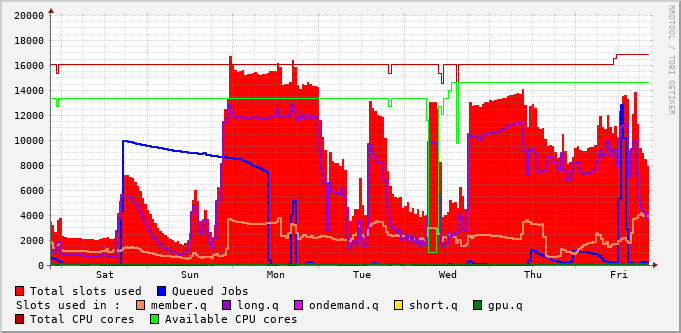 20000
18000
16000
14000
12000
10000
8000
6000
4000
2000
0
Sat Sun Mon Tue Wed Thu Fri
RRDTOOL / TOBI OETIKER
Total slots used Queued Jobs
Slots used in : member.q long.q ondemand.q short.q gpu.q
Total CPU cores Available CPU cores